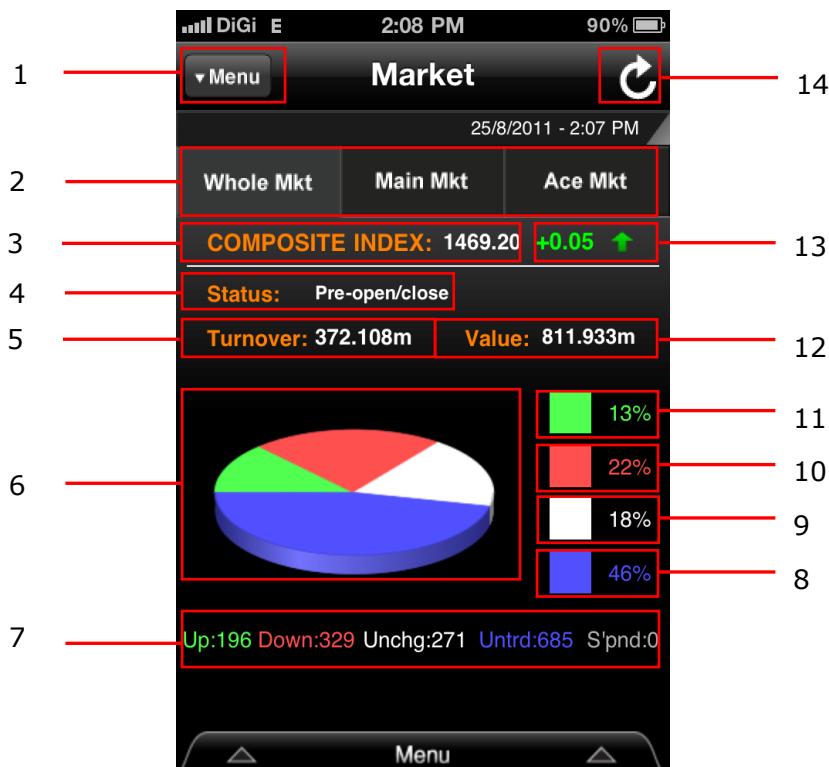 DiGi E 2:08 PM 90%
1 Menu Market 14
25/8/2011 - 2:07 PM
2 Whole Mkt Main Mkt Ace Mkt
3 COMPOSITE INDEX: 1469.20 +0.05 13
4 Status: Pre-open/close
5 Turnover: 372.108m Value: 811.933m 12
13% 11
6 22% 10
18% 9
46% 8
7 Up:196 Down:329 Unchg:271 Untrd:685 S'pnd:0
Menu